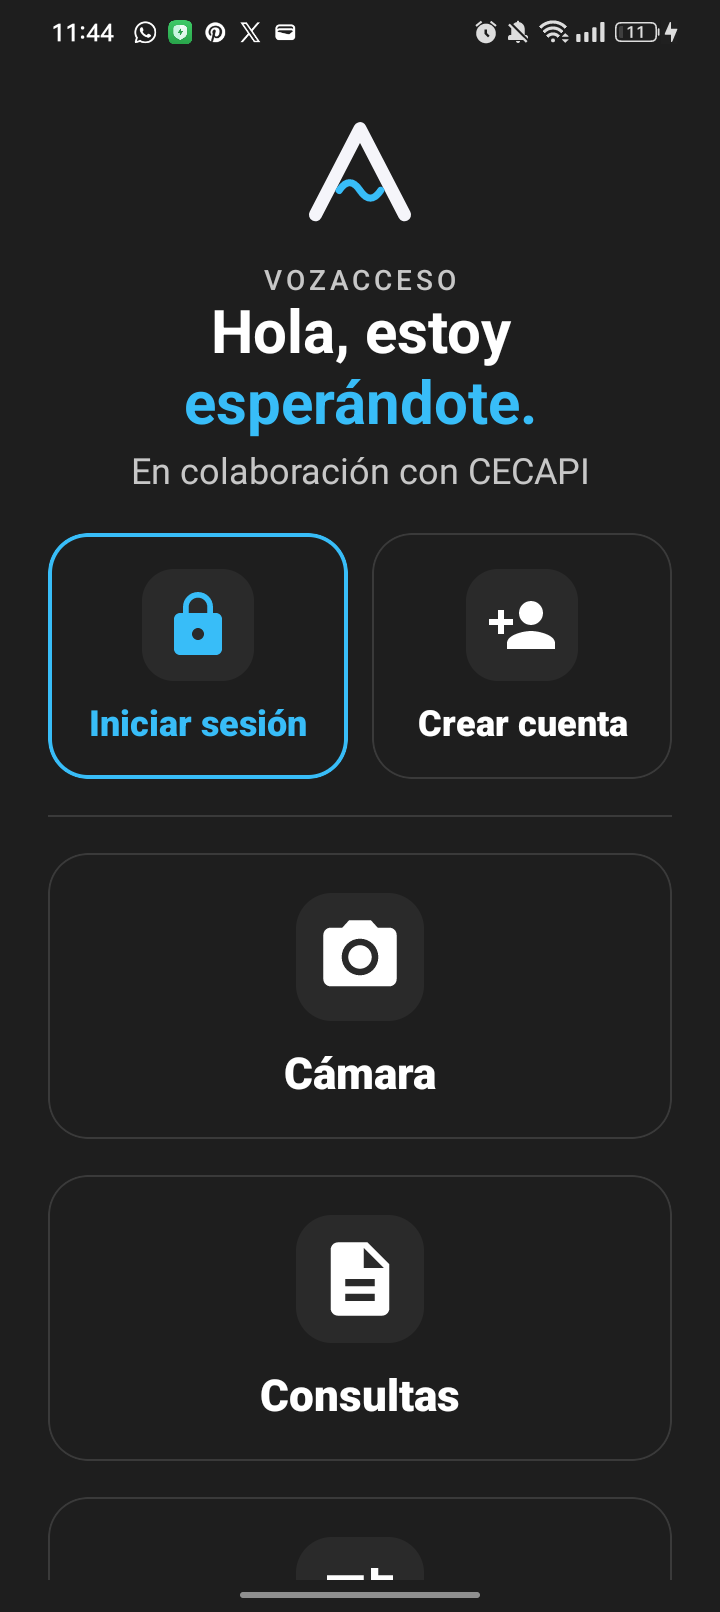 11:44
11
VOZACCESO
Hola, estoy
esperándote.
En colaboración con CECAPI
Iniciar sesión
Crear cuenta
Cámara
Consultas